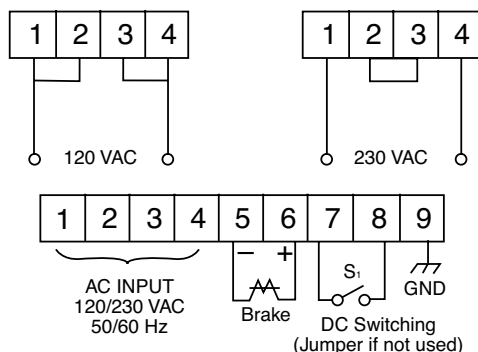 1 2 3 4
120 VAC
1 2 3 4
230 VAC
1 2 3 4 5 6 7 8 9
AC INPUT
120/230 VAC
50/60 Hz
− +
Brake
S1
DC Switching
(Jumper if not used)
GND